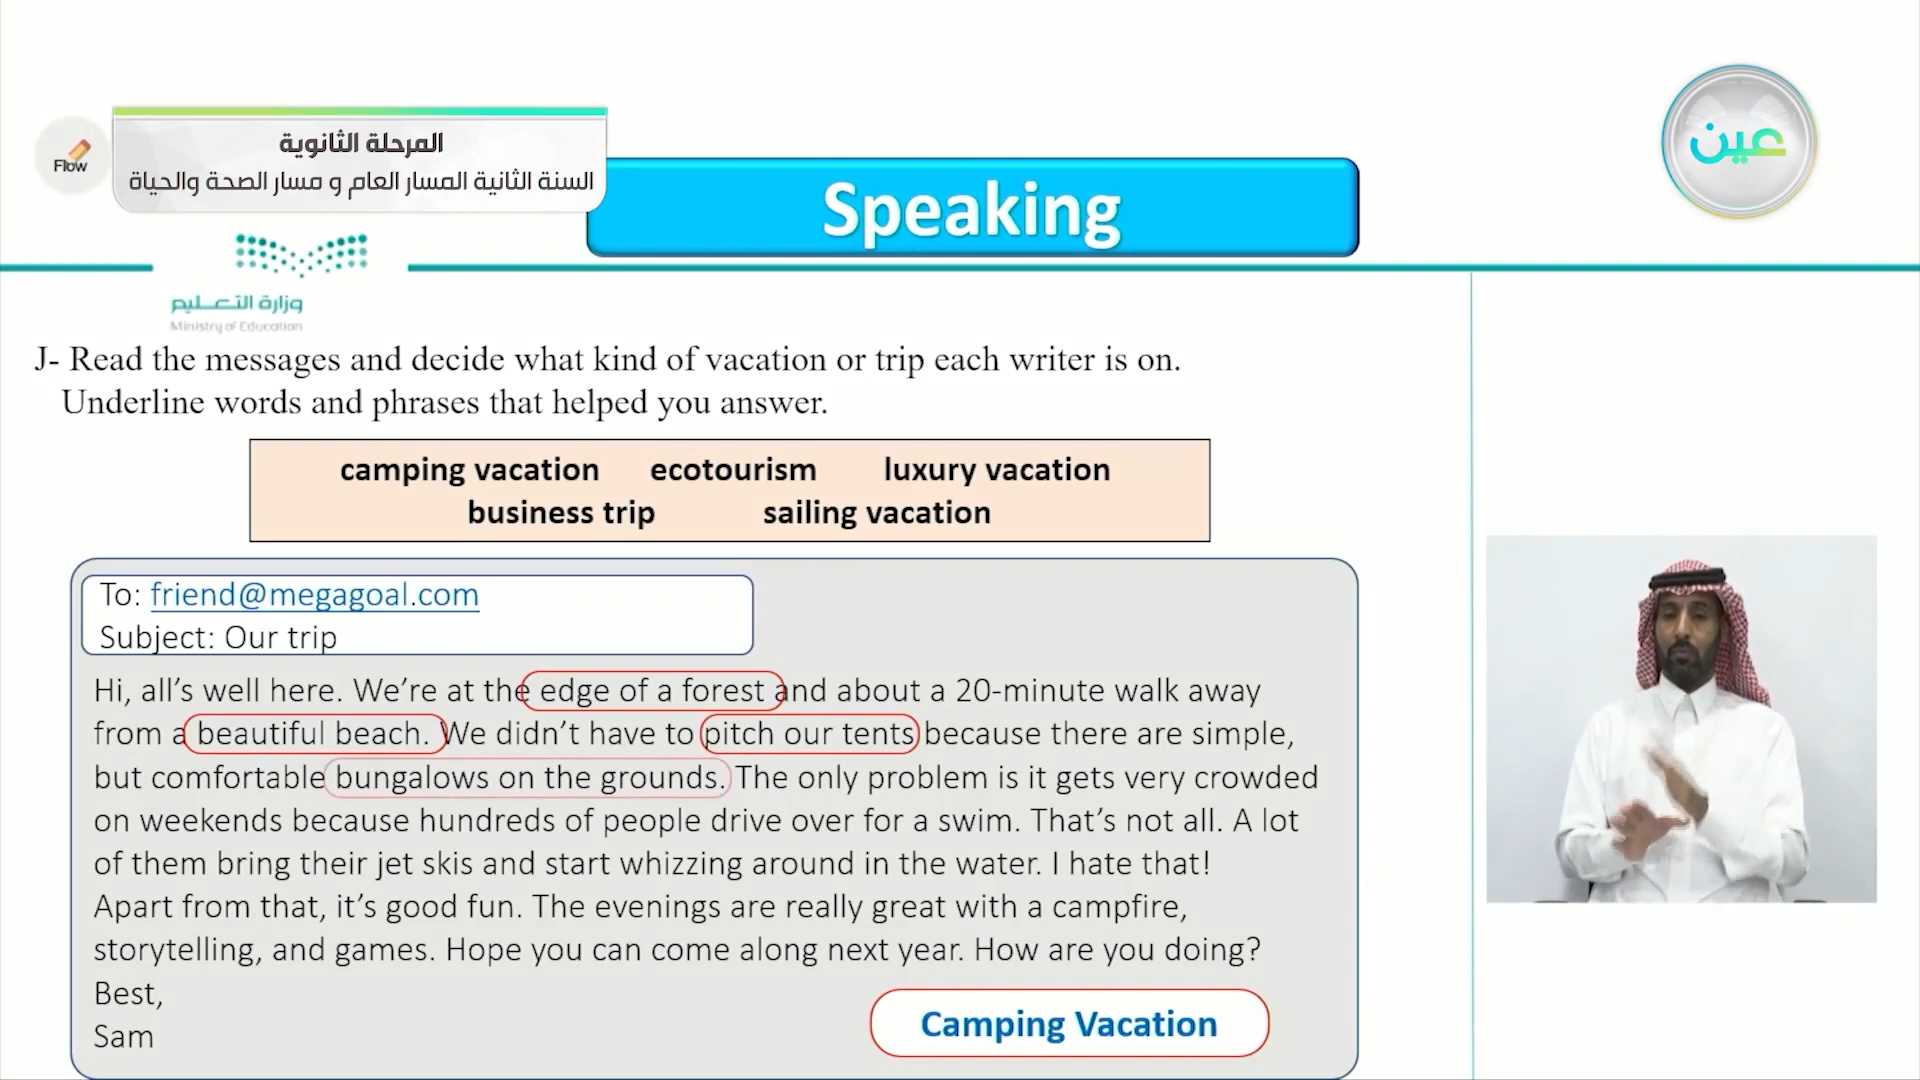 المرحلة الثانوية
السنة الثانية المسار العام و مسار الصحة والحياة
Flow
عين
Speaking
وزارة التعليم
Ministry of Education
J- Read the messages and decide what kind of vacation or trip each writer is on.
Underline words and phrases that helped you answer.
camping vacation ecotourism luxury vacation
business trip sailing vacation
To: friend@megagoal.com
Subject: Our trip
Hi, all’s well here. We’re at the edge of a forest and about a 20-minute walk away
from a beautiful beach. We didn’t have to pitch our tents because there are simple,
but comfortable bungalows on the grounds. The only problem is it gets very crowded
on weekends because hundreds of people drive over for a swim. That’s not all. A lot
of them bring their jet skis and start whizzing around in the water. I hate that!
Apart from that, it’s good fun. The evenings are really great with a campfire,
storytelling, and games. Hope you can come along next year. How are you doing?
Best,
Sam
Camping Vacation